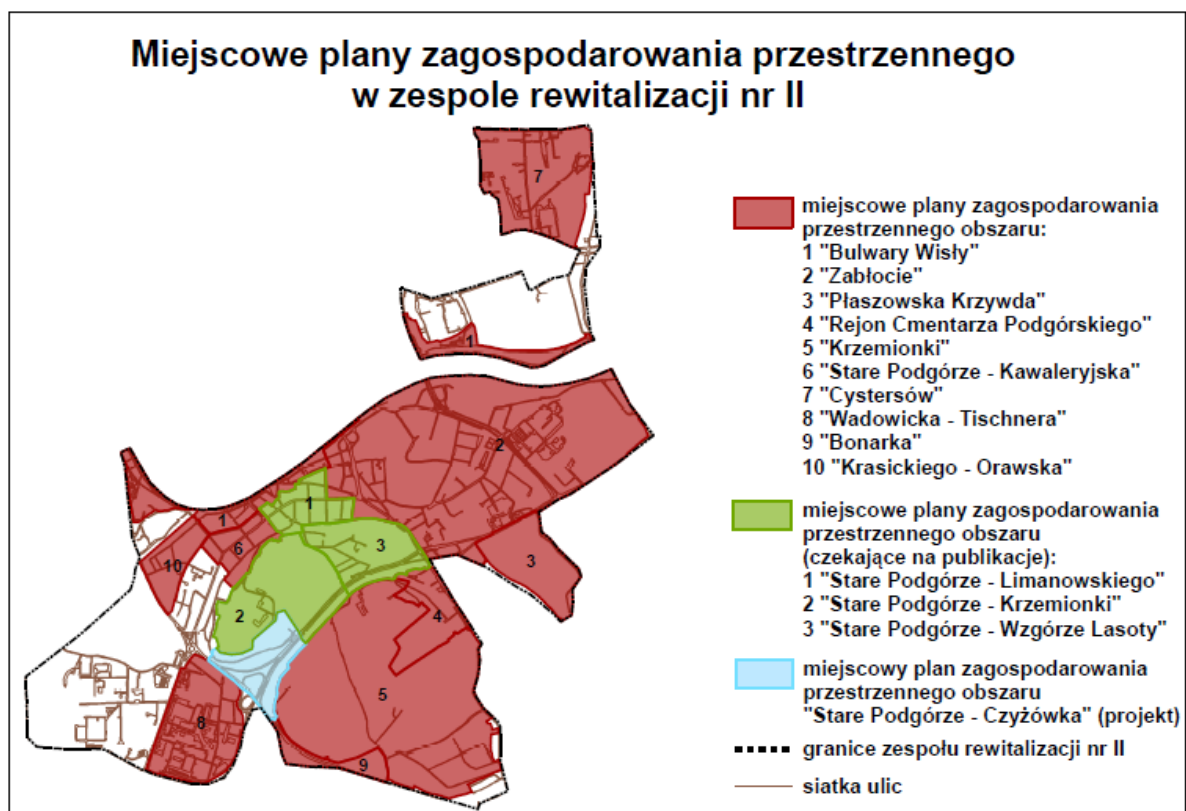 Miejscowe plany zagospodarowania przestrzennego
w zespole rewitalizacji nr II
7
1
2
1
1
3
6
3
10
4
2
5
8
9
miejscowe plany zagospodarowania
przestrzennego obszaru:
1 "Bulwary Wisły"
2 "Zabłocie"
3 "Płaszowska Krzywda"
4 "Rejon Cmentarza Podgórskiego"
5 "Krzemionki"
6 "Stare Podgórze - Kawaleryjska"
7 "Cystersów"
8 "Wadowicka - Tischnera"
9 "Bonarka"
10 "Krasickiego - Orawska"
miejscowe plany zagospodarowania
przestrzennego obszaru
(czekające na publikacje):
1 "Stare Podgórze - Limanowskiego"
2 "Stare Podgórze - Krzemionki"
3 "Stare Podgórze - Wzgórze Lasoty"
miejscowy plan zagospodarowania
przestrzennego obszaru
"Stare Podgórze - Czyżówka" (projekt)
granice zespołu rewitalizacji nr II
siatka ulic